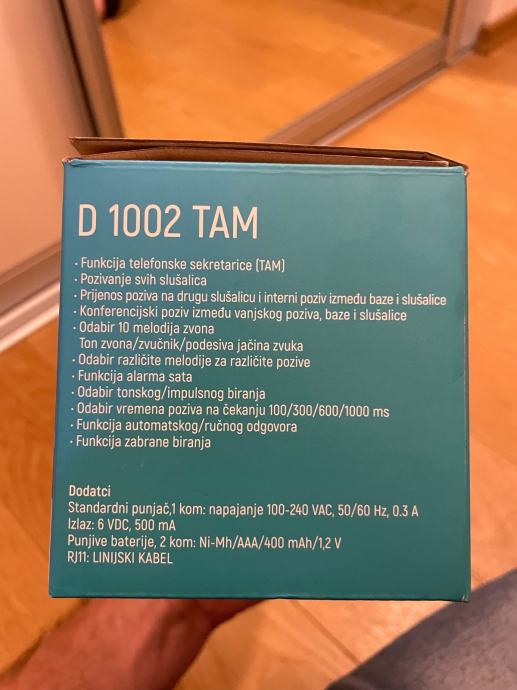 D 1002 TAM
· Funkcija telefonske sekretarice (TAM)
· Pozivanje svih slušalica
· Prijenos poziva na drugu slušalicu i interni poziv između baze i slušalice
· Konferencijski poziv između vanjskog poziva, baze i slušalice
· Odabir 10 melodija zvona
Ton zvona/zvučnik/podesiva jačina zvuka
· Odabir različite melodije za različite pozive
· Funkcija alarma sata
· Odabir tonskog/impulsnog biranja
· Odabir vremena poziva na čekanju 100/300/600/1000 ms
· Funkcija automatskog/ručnog odgovora
· Funkcija zabrane biranja
Dodatci
Standardni punjač,1 kom: napajanje 100-240 VAC, 50/60 Hz, 0.3 A
Izlaz: 6 VDC, 500 mA
Punjive baterije, 2 kom: Ni-Mh/AAA/400 mAh/1,2 V
RJ11: LINIJSKI KABEL